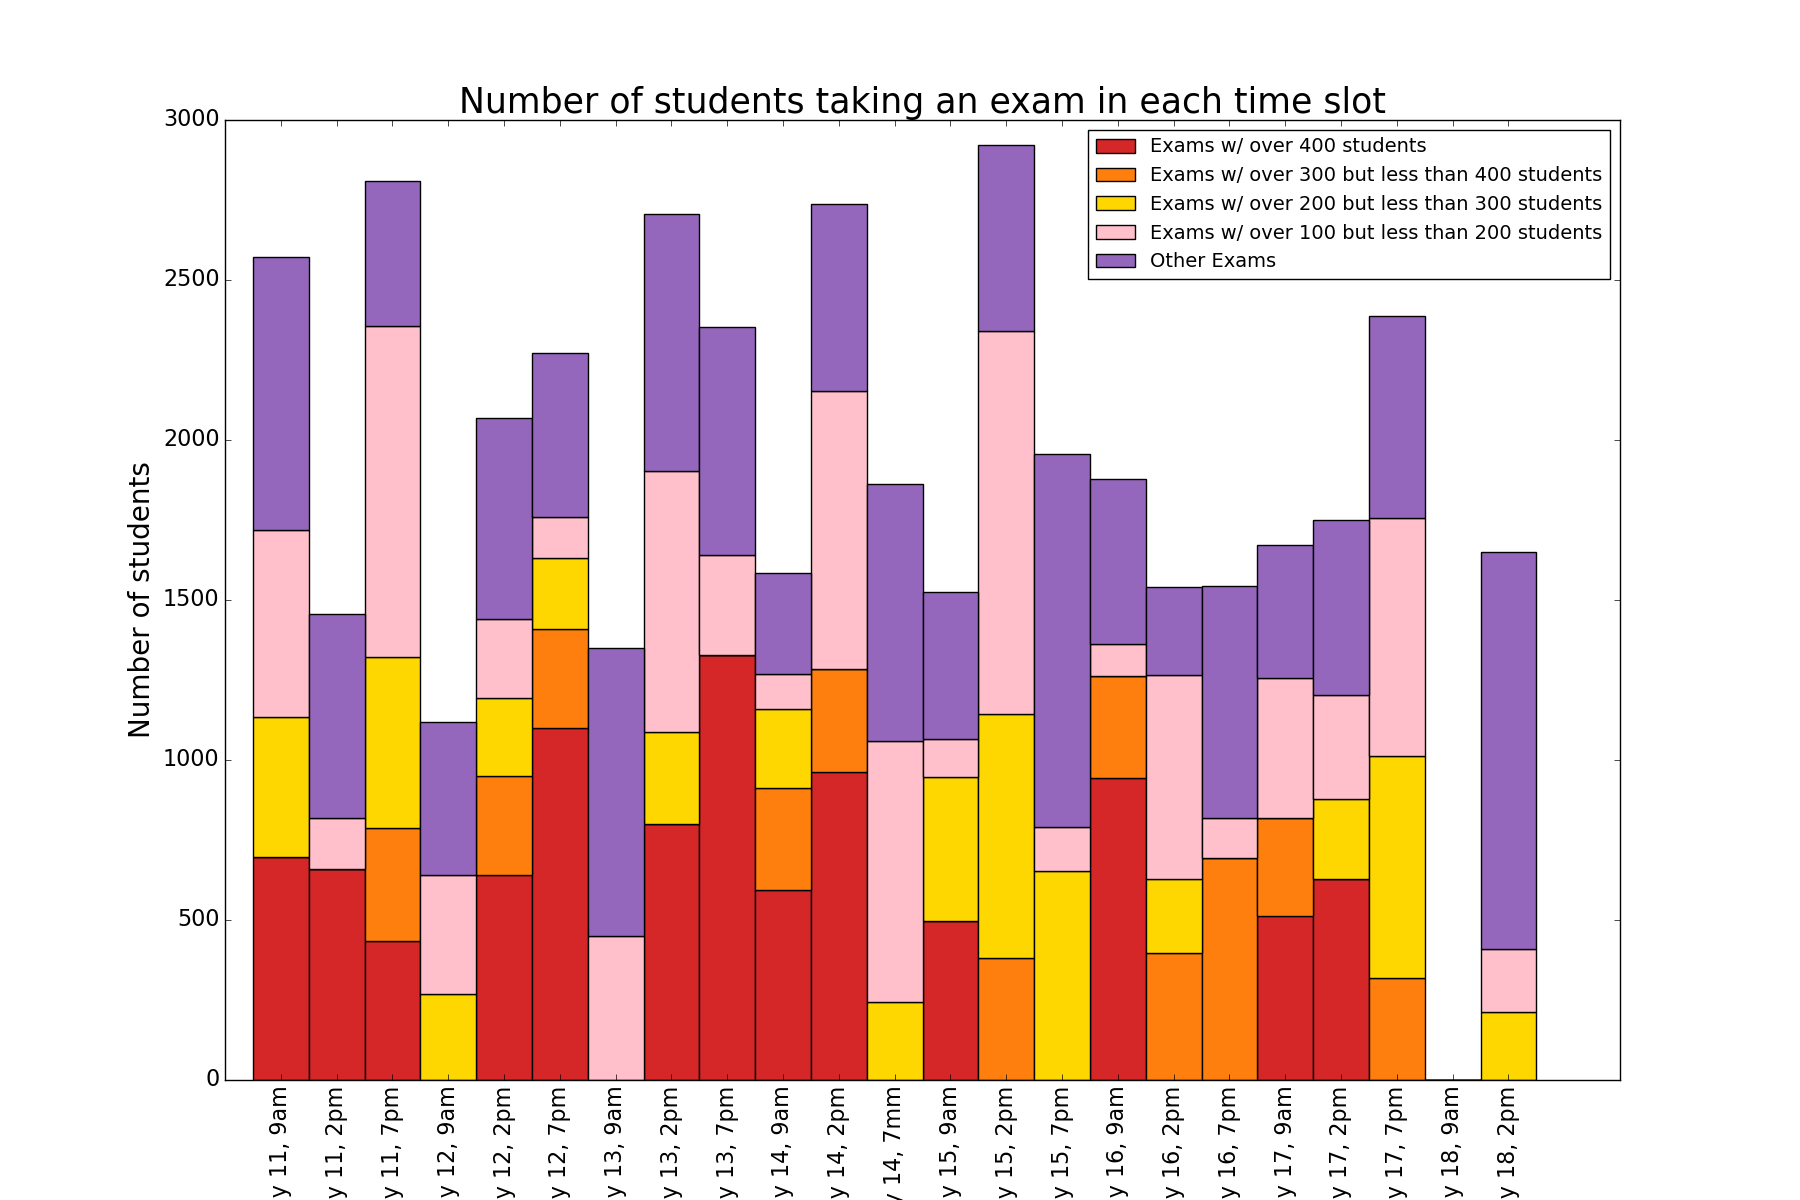 Number of students taking an exam in each time slot
Exams w/ over 400 students
Exams w/ over 300 but less than 400 students
Exams w/ over 200 but less than 300 students
Exams w/ over 100 but less than 200 students
Other Exams
3000
2500
2000
1500
1000
500
0
Number of students
y 11, 9am
y 11, 2pm
y 11, 7pm
y 12, 9am
y 12, 2pm
y 12, 7pm
y 13, 9am
y 13, 2pm
y 13, 7pm
y 14, 9am
y 14, 2pm
y 14, 7mm
y 15, 9am
y 15, 2pm
y 15, 7pm
y 16, 9am
y 16, 2pm
y 16, 7pm
y 17, 9am
y 17, 2pm
y 17, 7pm
y 18, 9am
y 18, 2pm